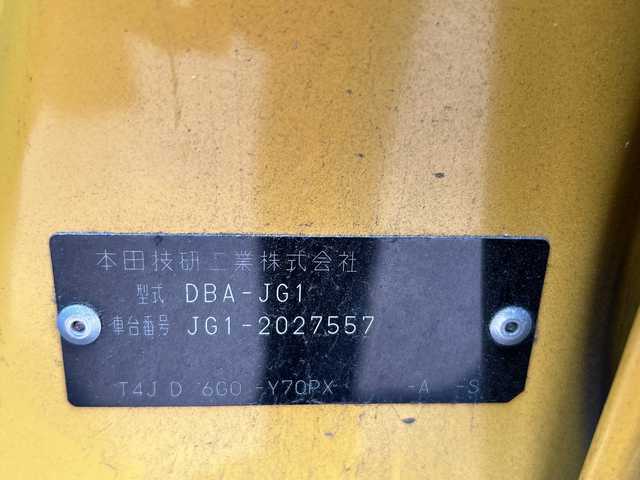 本田技研工業株式会社
型式 DBA-JG1
車台番号 JG1-2027557
T4J D 6G0 -Y70PX -A -S